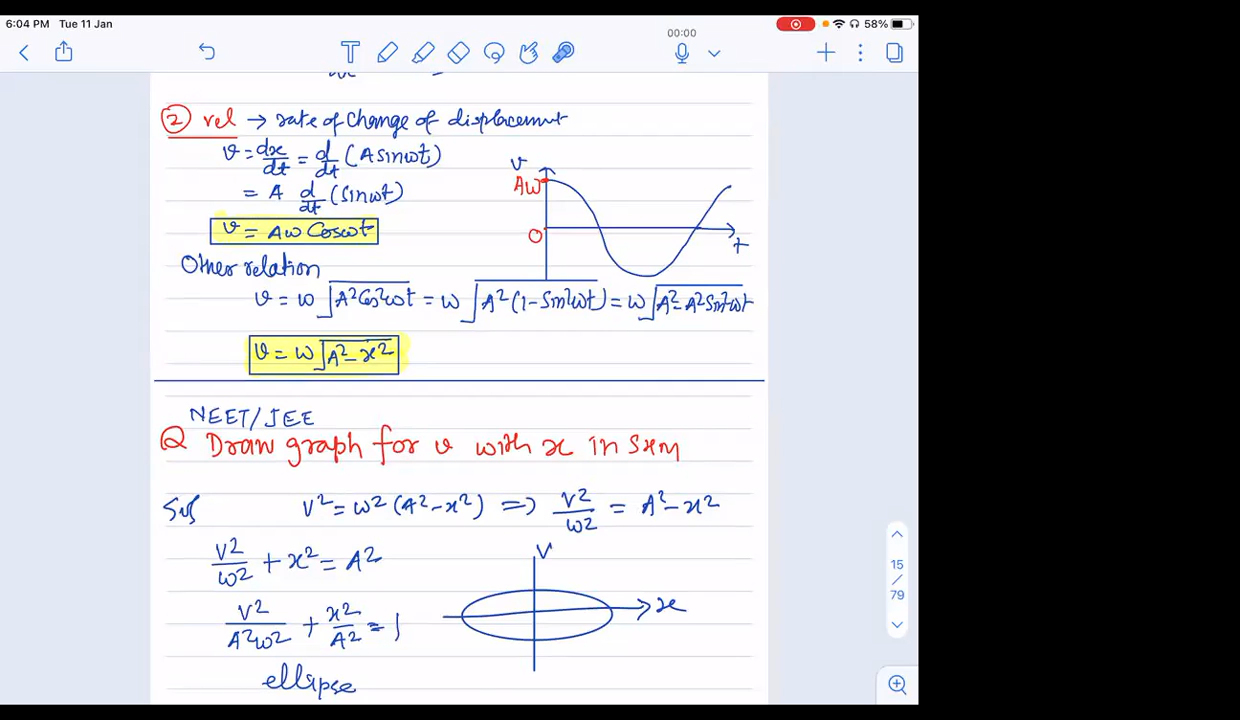 6:04 PM Tue 11 Jan
58%
00:00
② vel → rate of change of displacement
v = dx/dt = d/dt (A sinωt)
= A d/dt (sinωt)
v = Aω Cosωt
v
Aω
0
t
Other relation
v = ω √A²Cos²ωt = ω √A²(1-Sin²ωt) = ω √A²-A²Sin²ωt
v = ω √A²-x²
NEET/JEE
Q Draw graph for v with x in SHM
Sol V² = ω² (A²-x²) ⇒ V²/ω² = A²-x²
V²/ω² + x² = A²
V²/A²ω² + x²/A² = 1
V
x
ellipse
15
/
79